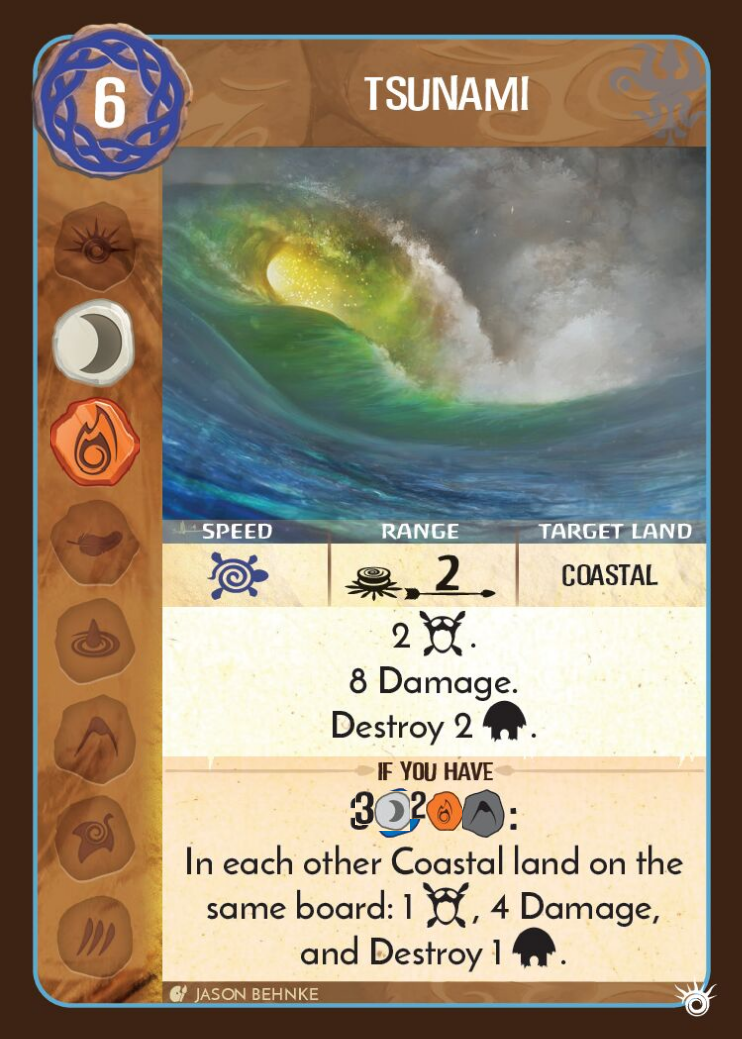 6
TSUNAMI
SPEED RANGE TARGET LAND
2 COASTAL
2 .
8 Damage.
Destroy 2 .
IF YOU HAVE
3 2 :
In each other Coastal land on the
same board: 1 , 4 Damage,
and Destroy 1 .
JASON BEHNKE